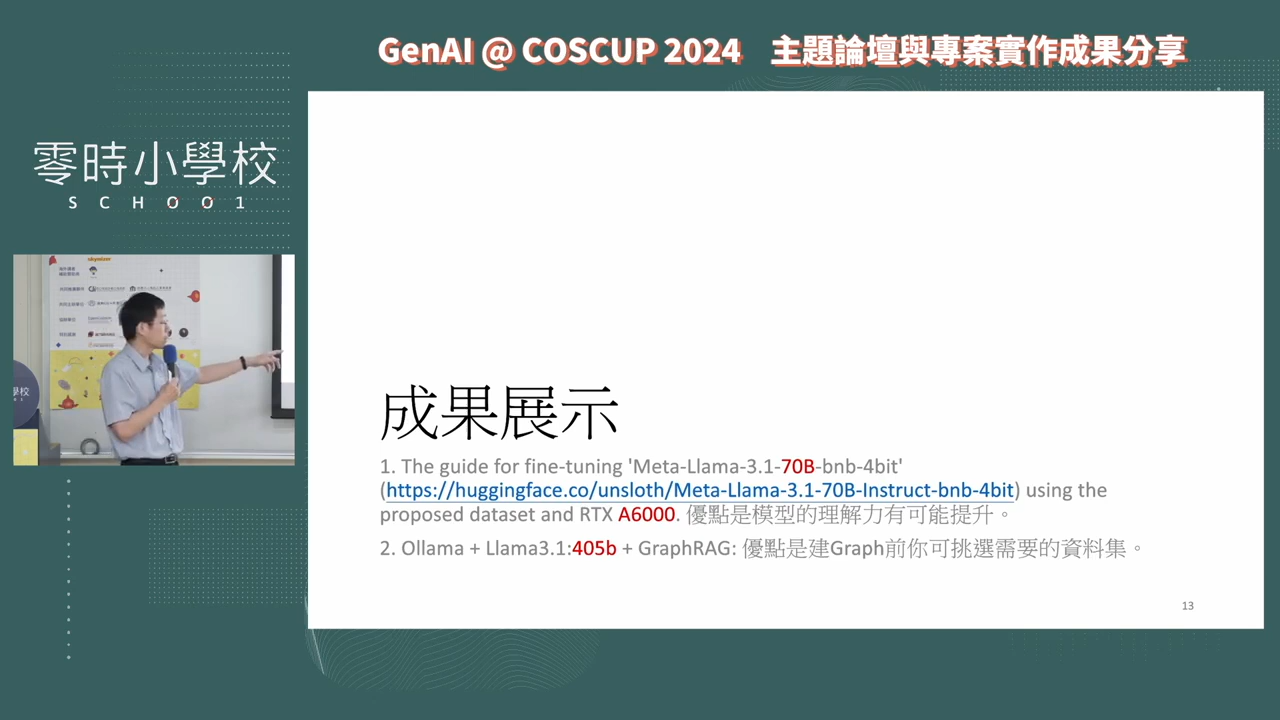 GenAI @ COSCUP 2024 主題論壇與專案實作成果分享
零時小學校
SCHOO1
成果展示
1. The guide for fine-tuning 'Meta-Llama-3.1-70B-bnb-4bit'
(https://huggingface.co/unsloth/Meta-Llama-3.1-70B-Instruct-bnb-4bit) using the
proposed dataset and RTX A6000. 優點是模型的理解力有可能提升。
2. Ollama + Llama3.1:405b + GraphRAG: 優點是建Graph前你可挑選需要的資料集。
13
學校